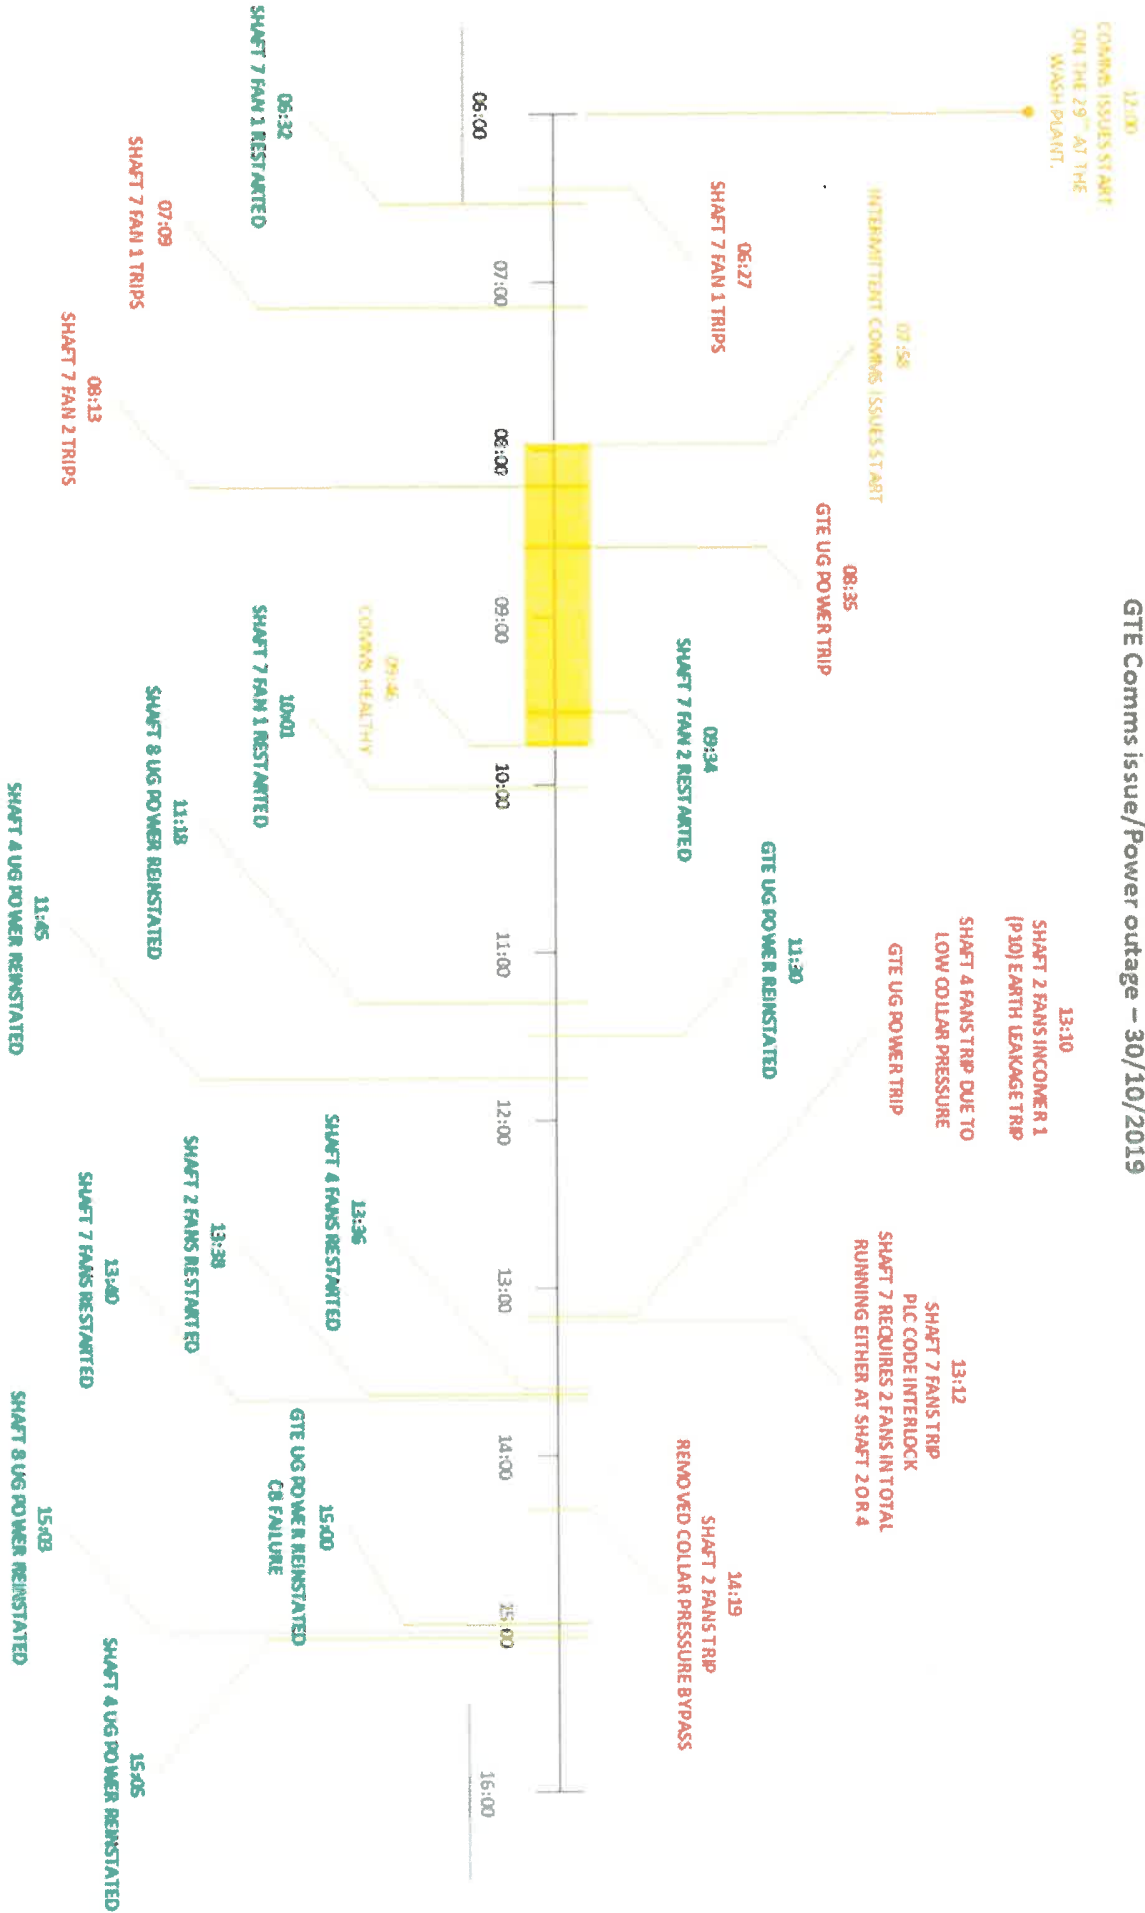 GTE Comms issue/Power outage – 30/10/2019
12:00
COMMS ISSUES START
ON THE 29TH AT THE
WASH PLANT.
06:27
SHAFT 7 FAN 1 TRIPS
07:58
INTERMITTENT COMMS ISSUES START
08:35
GTE UG POWER TRIP
09:34
SHAFT 7 FAN 2 RESTARTED
11:30
GTE UG POWER REINSTATED
13:10
SHAFT 2 FANS INCOMER 1
(P10) EARTH LEAKAGE TRIP
SHAFT 4 FANS TRIP DUE TO
LOW COLLAR PRESSURE
GTE UG POWER TRIP
13:12
SHAFT 7 FANS TRIP
PLC CODE INTERLOCK
SHAFT 7 REQUIRES 2 FANS IN TOTAL
RUNNING EITHER AT SHAFT 2 OR 4
14:19
SHAFT 2 FANS TRIP
REMOVED COLLAR PRESSURE BYPASS
06:00
07:00
08:00
09:00
10:00
11:00
12:00
13:00
14:00
15:00
16:00
06:32
SHAFT 7 FAN 1 RESTARTED
07:09
SHAFT 7 FAN 1 TRIPS
08:13
SHAFT 7 FAN 2 TRIPS
09:46
COMMS HEALTHY
10:01
SHAFT 7 FAN 1 RESTARTED
11:18
SHAFT 8 UG POWER REINSTATED
11:45
SHAFT 4 UG POWER REINSTATED
13:36
SHAFT 4 FANS RESTARTED
13:38
SHAFT 2 FANS RESTARTED
13:40
SHAFT 7 FANS RESTARTED
15:00
GTE UG POWER REINSTATED
CB FAILURE
15:03
SHAFT 8 UG POWER REINSTATED
15:05
SHAFT 4 UG POWER REINSTATED